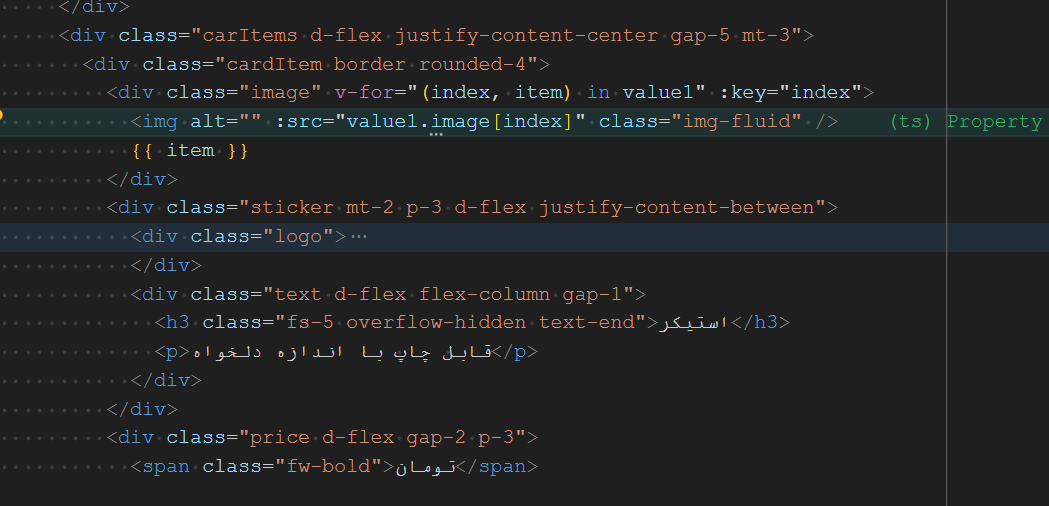 </div>
<div class="carItems d-flex justify-content-center gap-5 mt-3">
<div class="cardItem border rounded-4">
<div class="image" v-for="(index, item) in value1" :key="index">
<img alt="" :src="value1.image[index]" class="img-fluid" /> (ts) Property
{{ item }}
</div>
<div class="sticker mt-2 p-3 d-flex justify-content-between">
<div class="logo">…
</div>
<div class="text d-flex flex-column gap-1">
<h3 class="fs-5 overflow-hidden text-end">استیکر</h3>
<p>قابل چاپ با اندازه دلخواه</p>
</div>
</div>
<div class="price d-flex gap-2 p-3">
<span class="fw-bold">تومان</span>